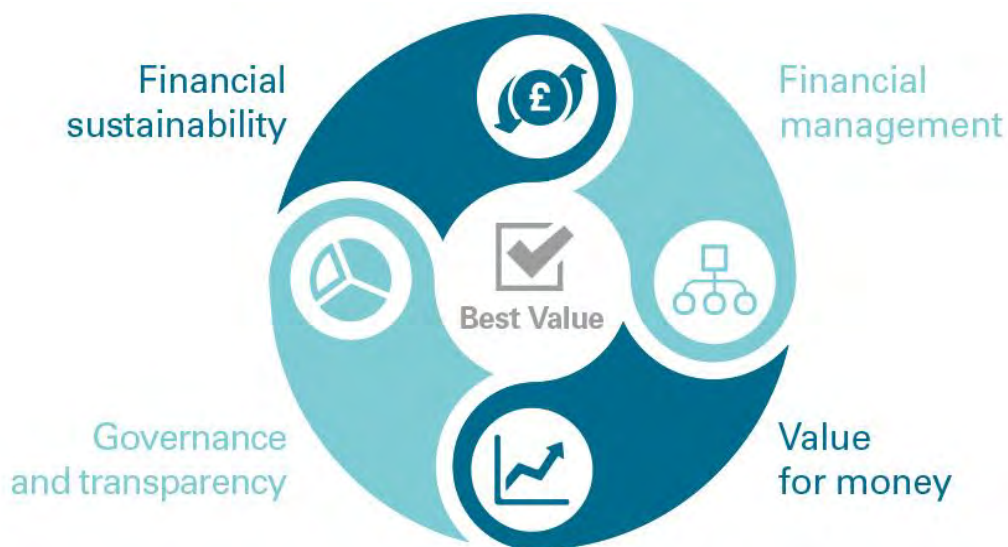 Financial
sustainability
Financial
management
£
Best Value
Governance
and transparency
Value
for money